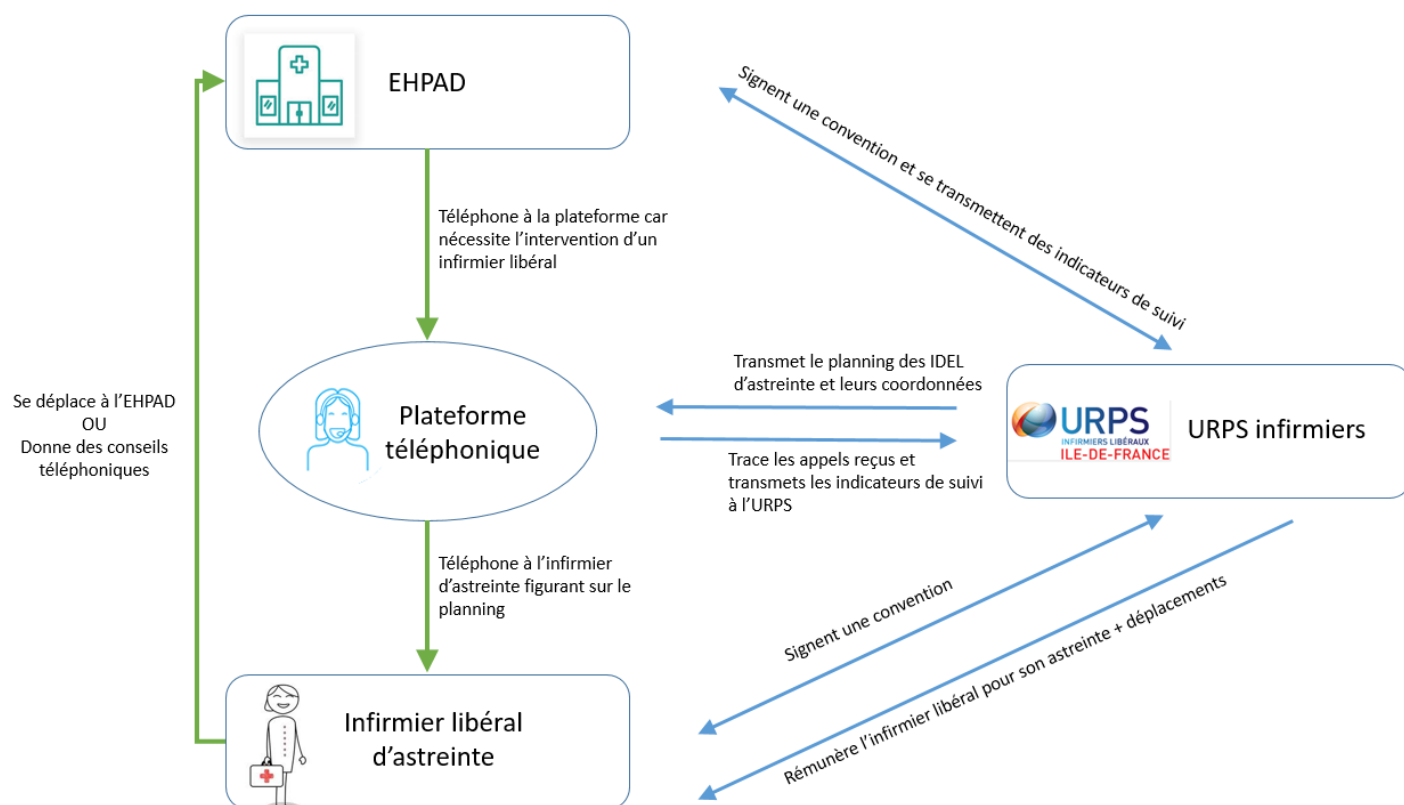 EHPAD
Signent une convention et se transmettent des indicateurs de suivi
Téléphone à la plateforme car
nécessite l’intervention d’un
infirmier libéral
Transmet le planning des IDEL
d’astreinte et leurs coordonnées
Se déplace à l’EHPAD
OU
Donne des conseils
téléphoniques
Plateforme
téléphonique
URPS
INFIRMIERS LIBÉRAUX
ILE-DE-FRANCE
URPS infirmiers
Trace les appels reçus et
transmets les indicateurs de suivi
à l’URPS
Téléphone à l’infirmier
d’astreinte figurant sur le
planning
Signent une convention
Rémunère l’infirmier libéral pour son astreinte + déplacements
Infirmier libéral
d’astreinte